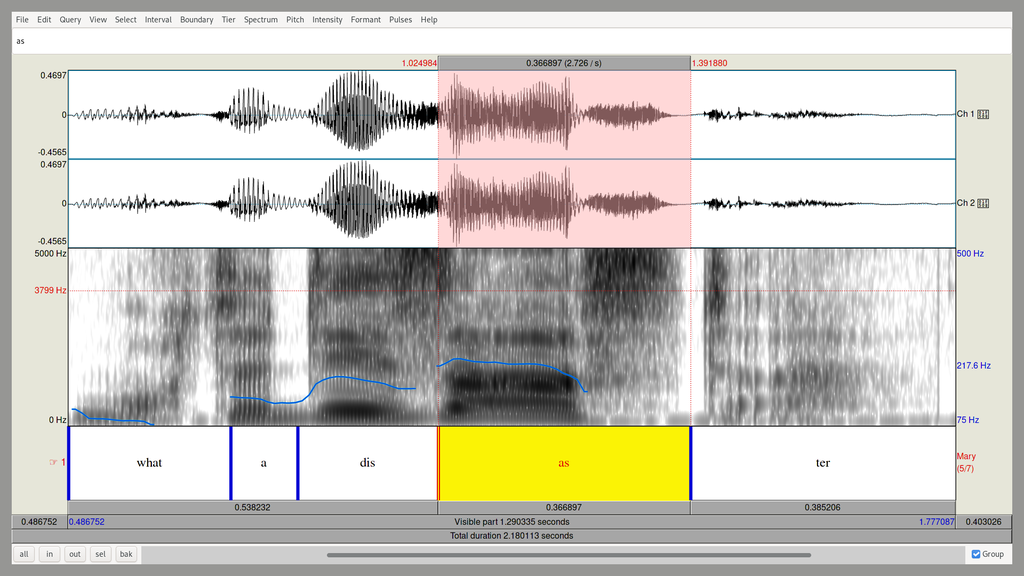 File Edit Query View Select Interval Boundary Tier Spectrum Pitch Intensity Formant Pulses Help
as
1.024984 0.366897 (2.726 / s) 1.391880
0.4697
0 Ch 1
-0.4565
0.4697
0 Ch 2
-0.4565
5000 Hz 500 Hz
3799 Hz
217.6 Hz
0 Hz 75 Hz
☞ 1 what a dis as ter Mary
(5/7)
0.538232 0.366897 0.385206
0.486752 0.486752 Visible part 1.290335 seconds 1.777087 0.403026
Total duration 2.180113 seconds
all in out sel bak Group